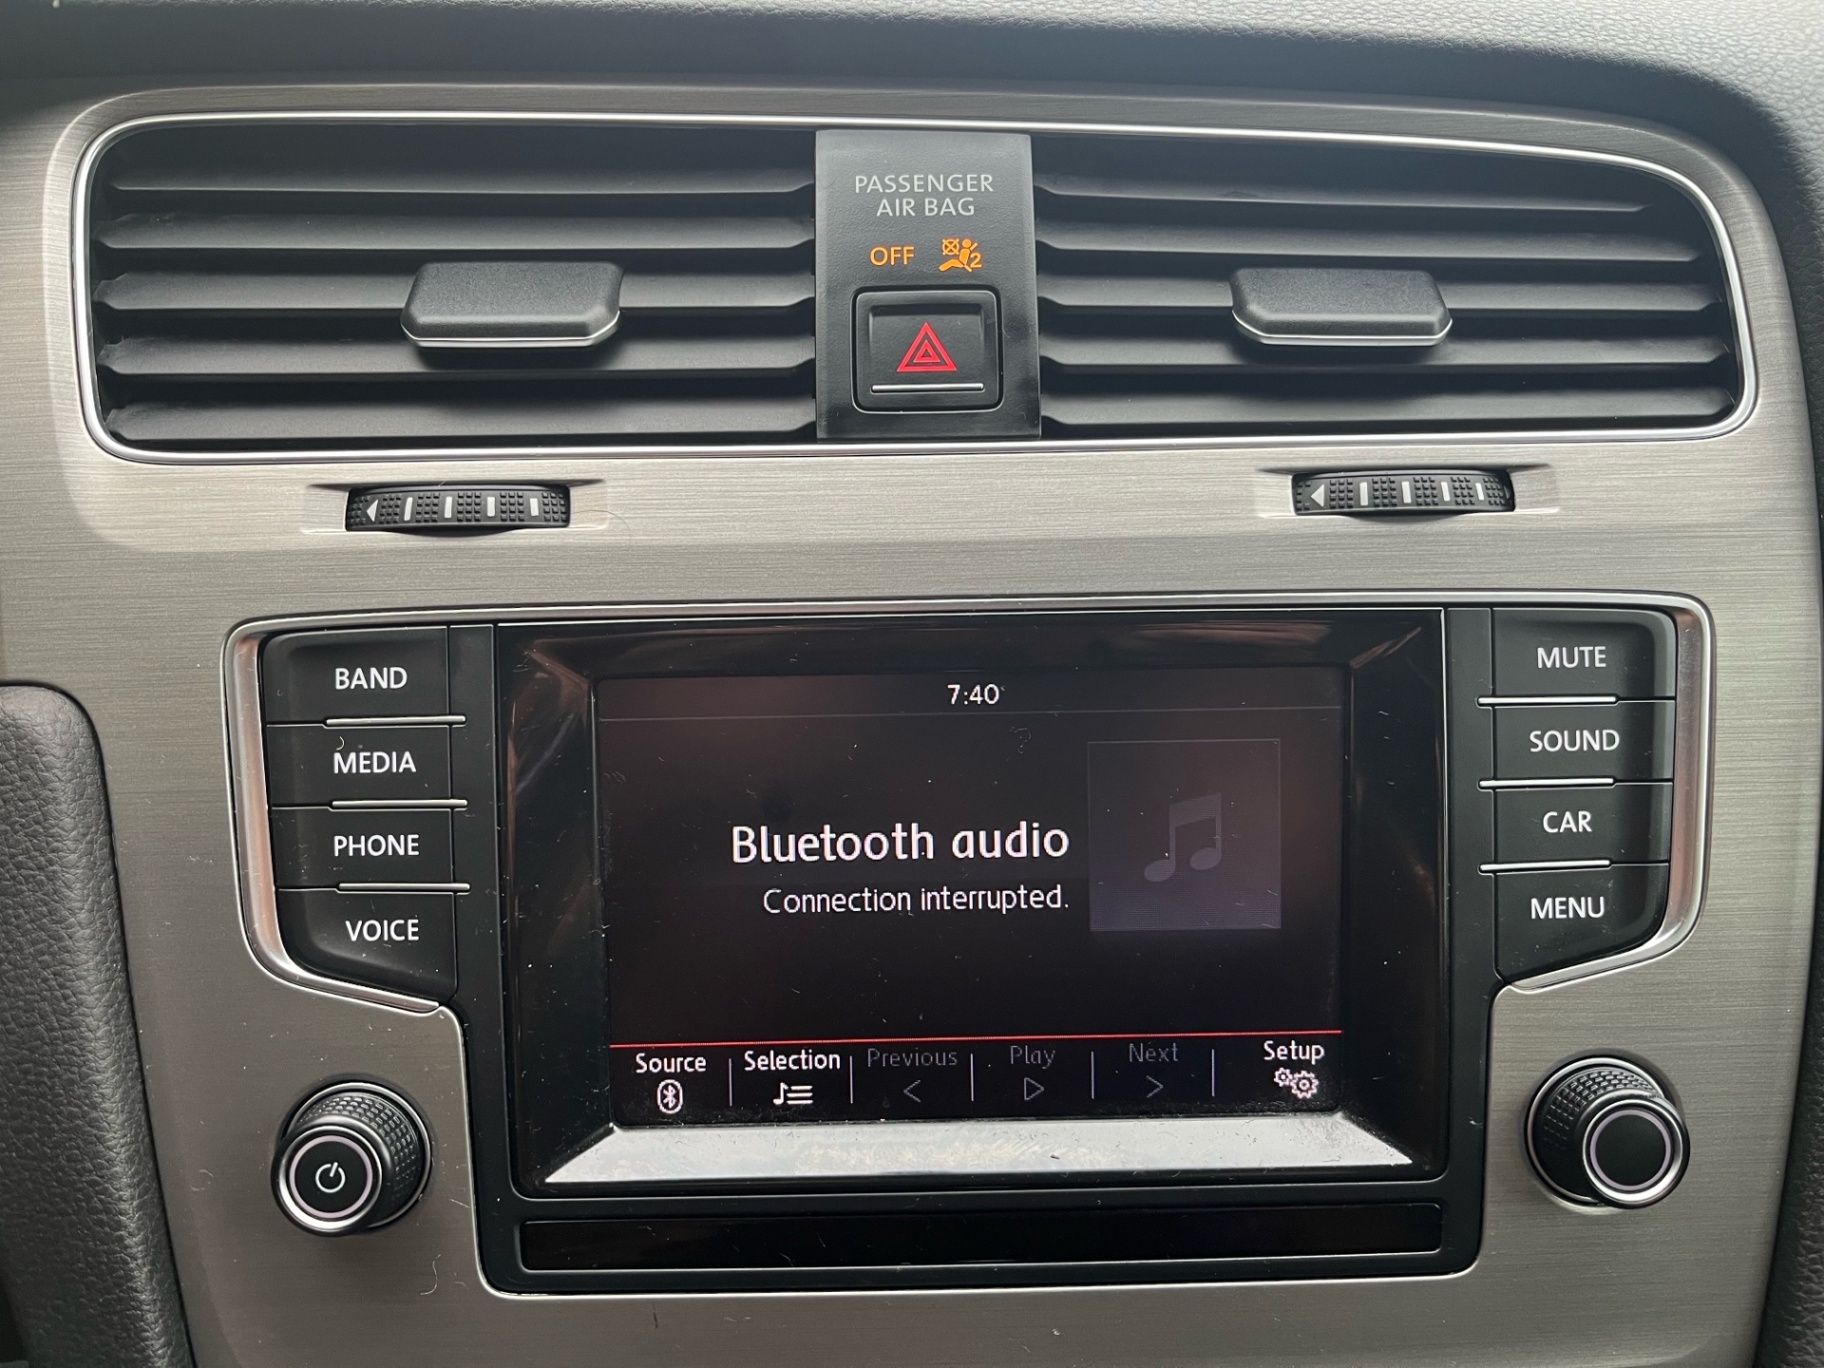 PASSENGER
AIR BAG
OFF 2
BAND
MEDIA
PHONE
VOICE
7:40
Bluetooth audio
Connection interrupted.
Source Selection Previous Play Next Setup
MUTE
SOUND
CAR
MENU